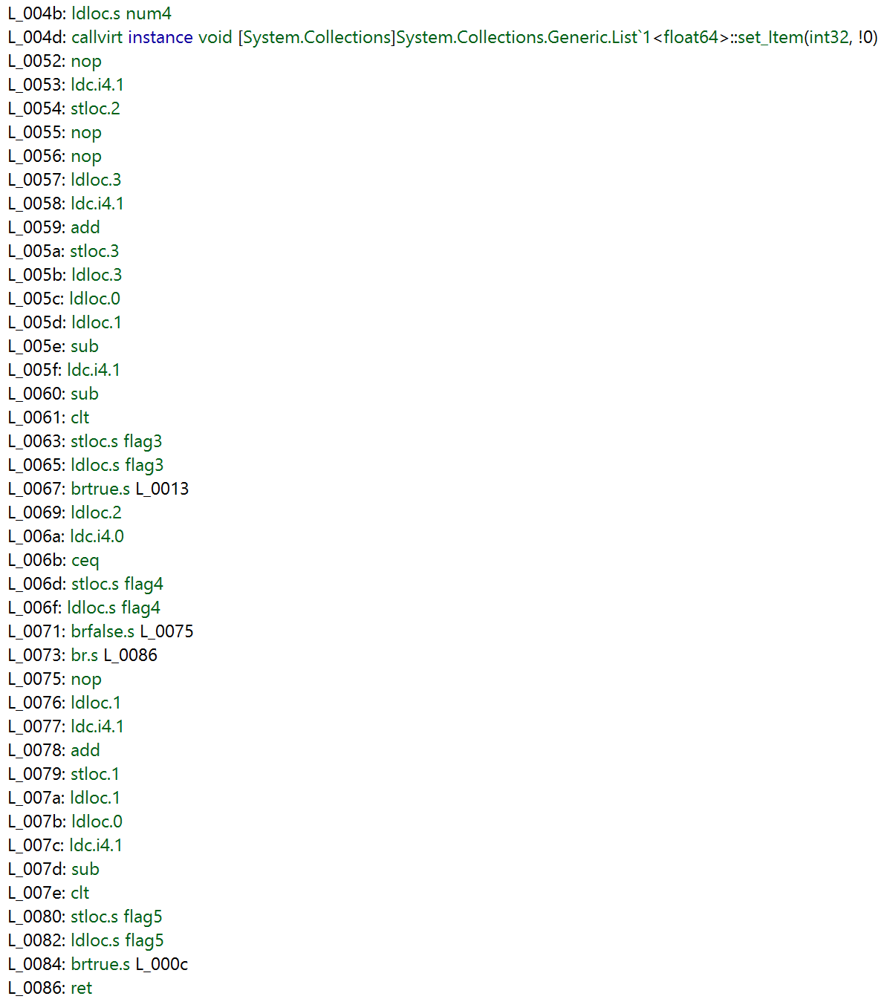 L_004b: ldloc.s num4
L_004d: callvirt instance void [System.Collections]System.Collections.Generic.List`1<float64>::set_Item(int32, !0)
L_0052: nop
L_0053: ldc.i4.1
L_0054: stloc.2
L_0055: nop
L_0056: nop
L_0057: ldloc.3
L_0058: ldc.i4.1
L_0059: add
L_005a: stloc.3
L_005b: ldloc.3
L_005c: ldloc.0
L_005d: ldloc.1
L_005e: sub
L_005f: ldc.i4.1
L_0060: sub
L_0061: clt
L_0063: stloc.s flag3
L_0065: ldloc.s flag3
L_0067: brtrue.s L_0013
L_0069: ldloc.2
L_006a: ldc.i4.0
L_006b: ceq
L_006d: stloc.s flag4
L_006f: ldloc.s flag4
L_0071: brfalse.s L_0075
L_0073: br.s L_0086
L_0075: nop
L_0076: ldloc.1
L_0077: ldc.i4.1
L_0078: add
L_0079: stloc.1
L_007a: ldloc.1
L_007b: ldloc.0
L_007c: ldc.i4.1
L_007d: sub
L_007e: clt
L_0080: stloc.s flag5
L_0082: ldloc.s flag5
L_0084: brtrue.s L_000c
L_0086: ret